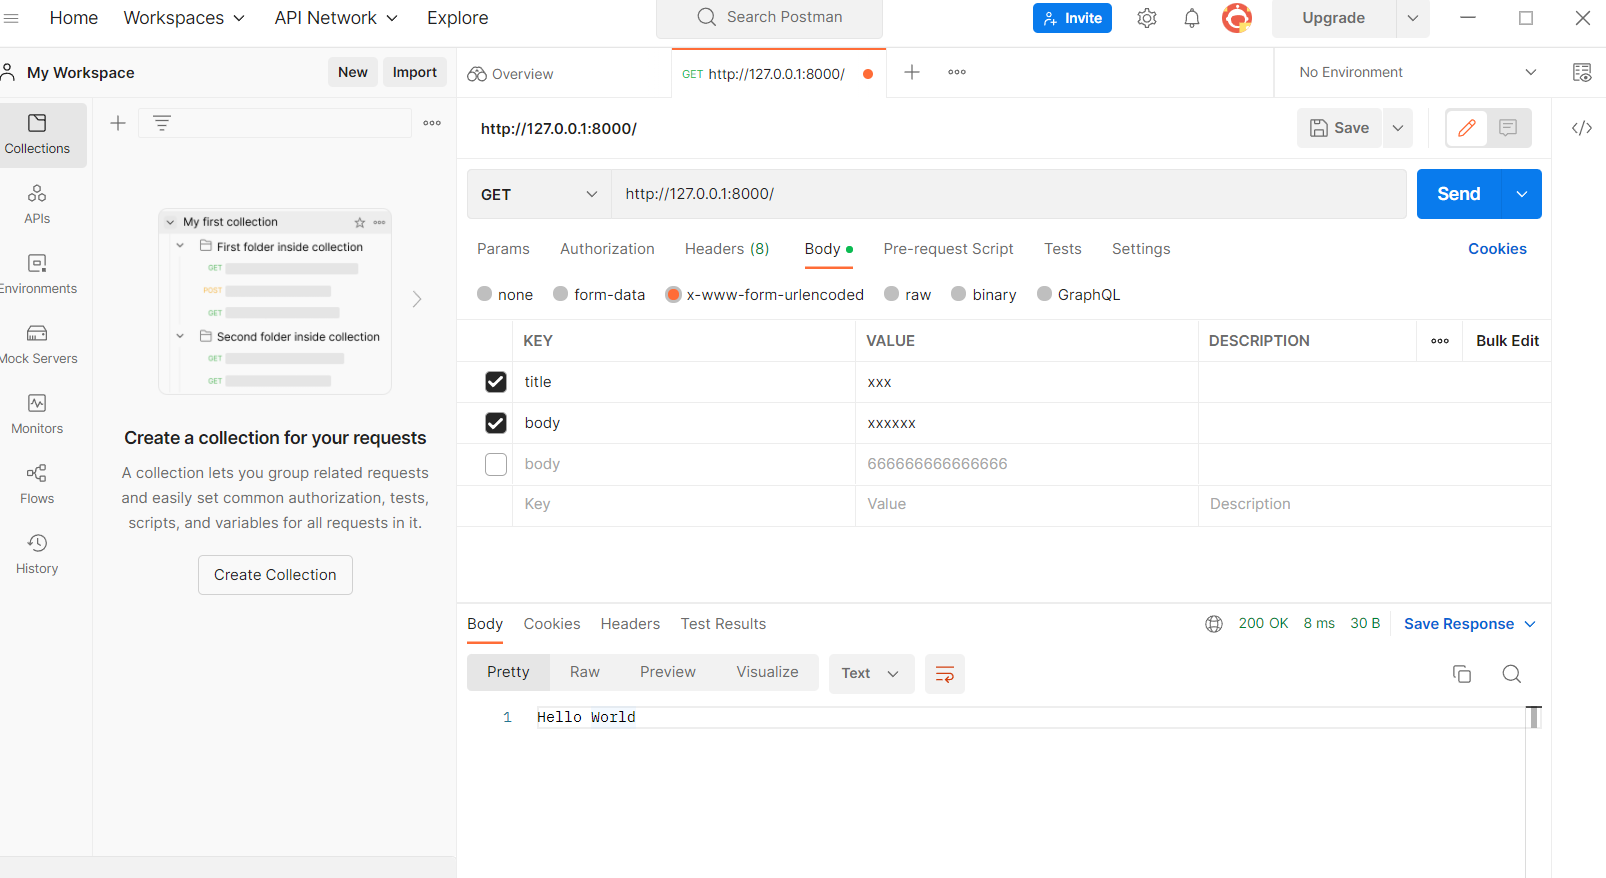 Home Workspaces API Network Explore Search Postman Invite Upgrade
My Workspace New Import Overview GET http://127.0.0.1:8000/ No Environment
Collections
APIs
Environments
Mock Servers
Monitors
Flows
History
My first collection
First folder inside collection
GET
POST
GET
Second folder inside collection
GET
GET
Create a collection for your requests
A collection lets you group related requests
and easily set common authorization, tests,
scripts, and variables for all requests in it.
Create Collection
http://127.0.0.1:8000/ Save
GET http://127.0.0.1:8000/ Send
Params Authorization Headers (8) Body Pre-request Script Tests Settings Cookies
none form-data x-www-form-urlencoded raw binary GraphQL
KEY VALUE DESCRIPTION Bulk Edit
title xxx
body xxxxxx
body 666666666666666
Key Value Description
Body Cookies Headers Test Results 200 OK 8 ms 30 B Save Response
Pretty Raw Preview Visualize Text
1 Hello World